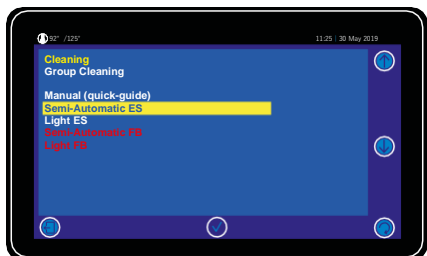 92° /125°
11:25 30 May 2019
Cleaning
Group Cleaning
Manual (quick-guide)
Semi-Automatic ES
Light ES
Semi-Automatic FB
Light FB